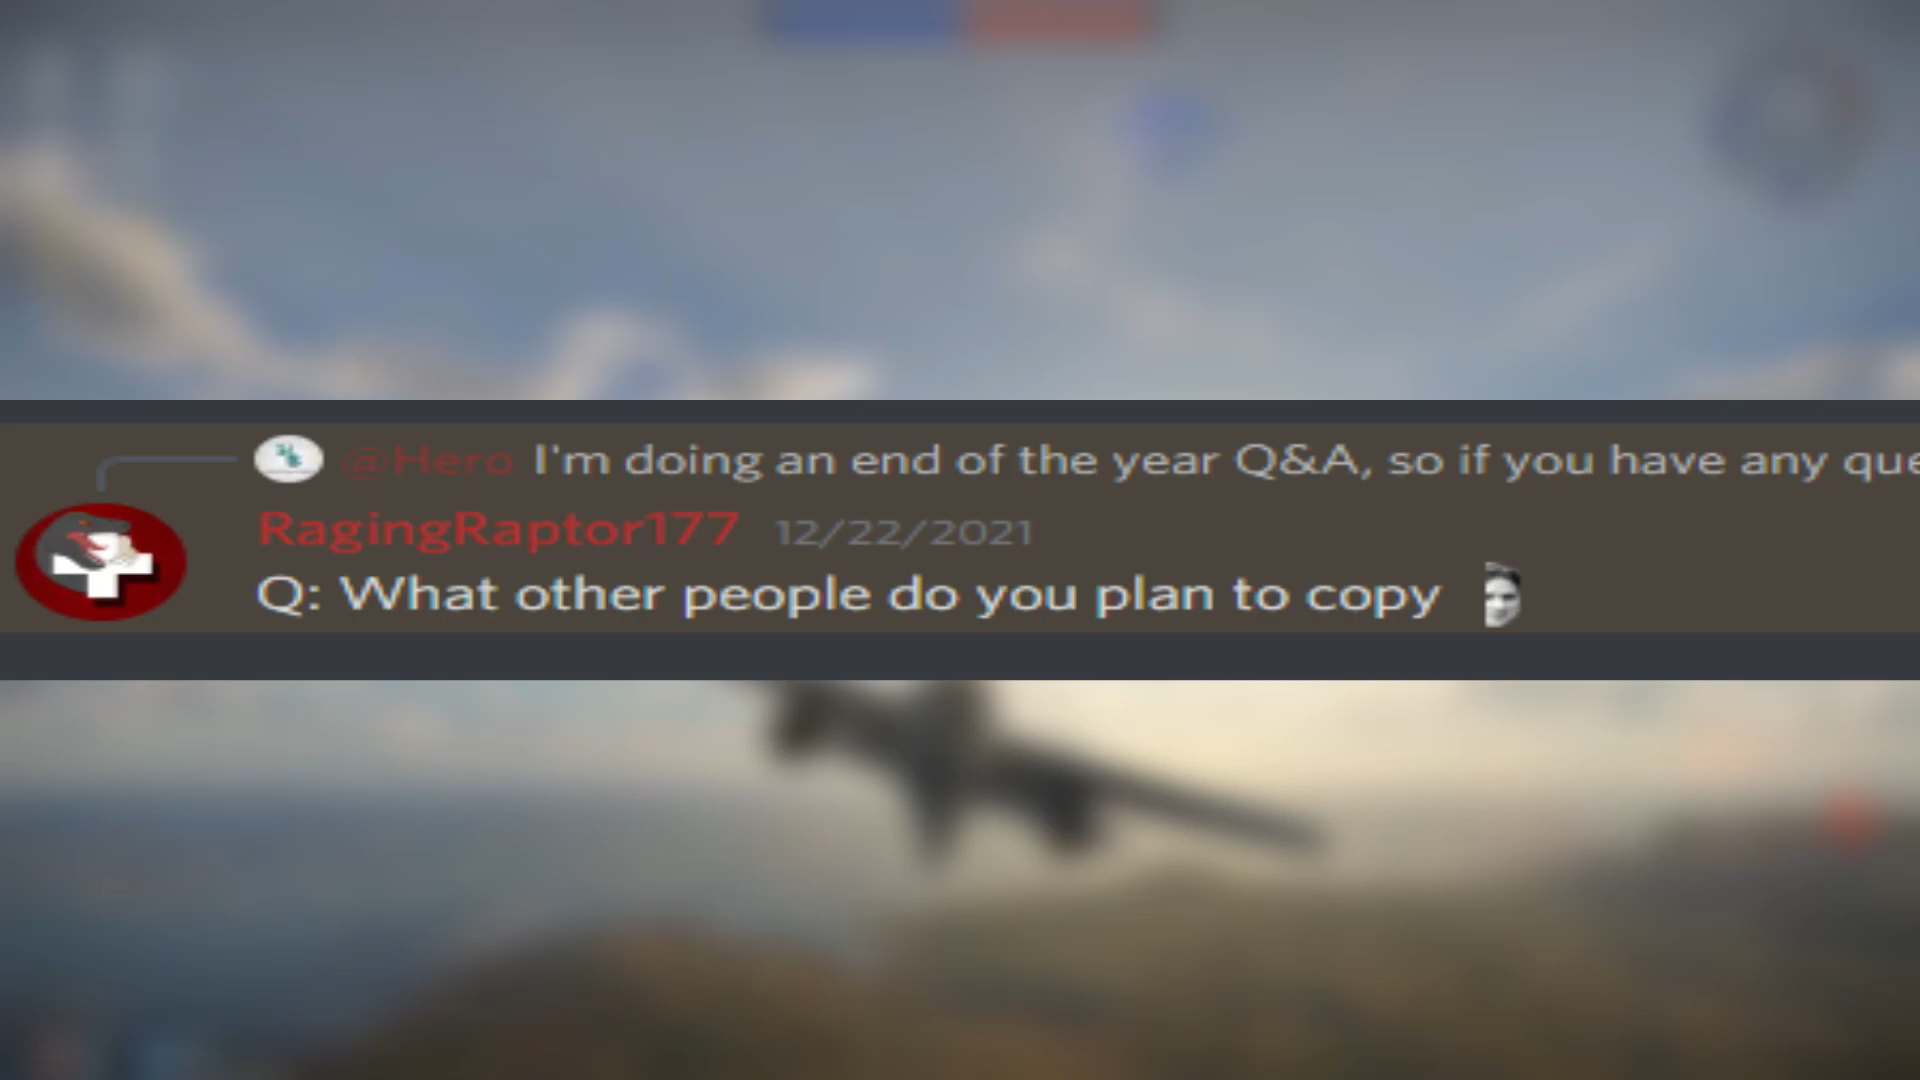 @Hero I'm doing an end of the year Q&A, so if you have any que
RagingRaptor177 12/22/2021
Q: What other people do you plan to copy